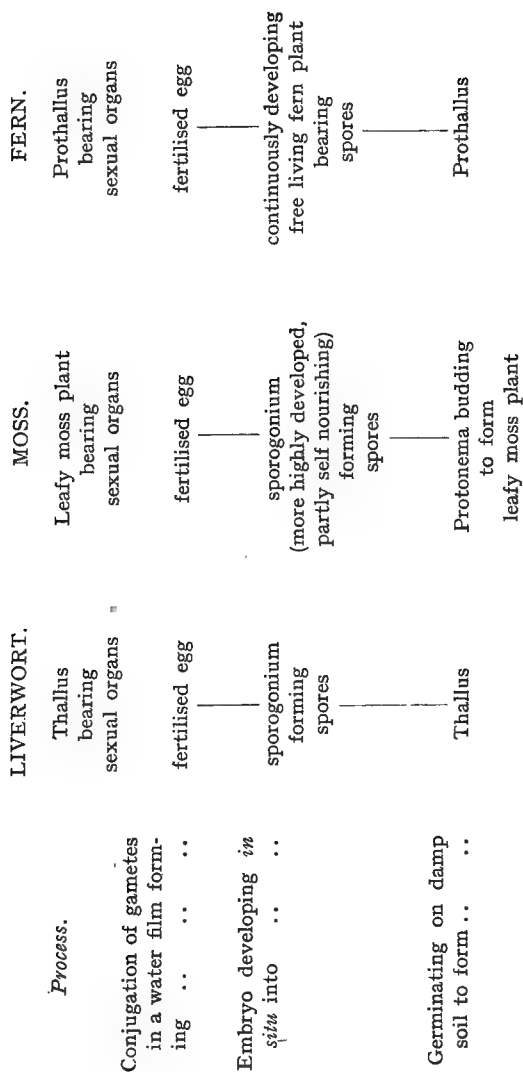 Process.
LIVERWORT.
MOSS.
FERN.
Thallus
bearing
sexual organs
Leafy moss plant
bearing
sexual organs
Prothallus
bearing
sexual organs
Conjugation of gametes
in a water film form-
ing .. .. ..
fertilised egg
fertilised egg
fertilised egg
Embryo developing in
situ into .. ..
sporogonium
forming
spores
sporogonium
(more highly developed,
partly self nourishing)
forming
spores
continuously developing
free living fern plant
bearing
spores
Germinating on damp
soil to form .. ..
Thallus
Protonema budding
to form
leafy moss plant
Prothallus